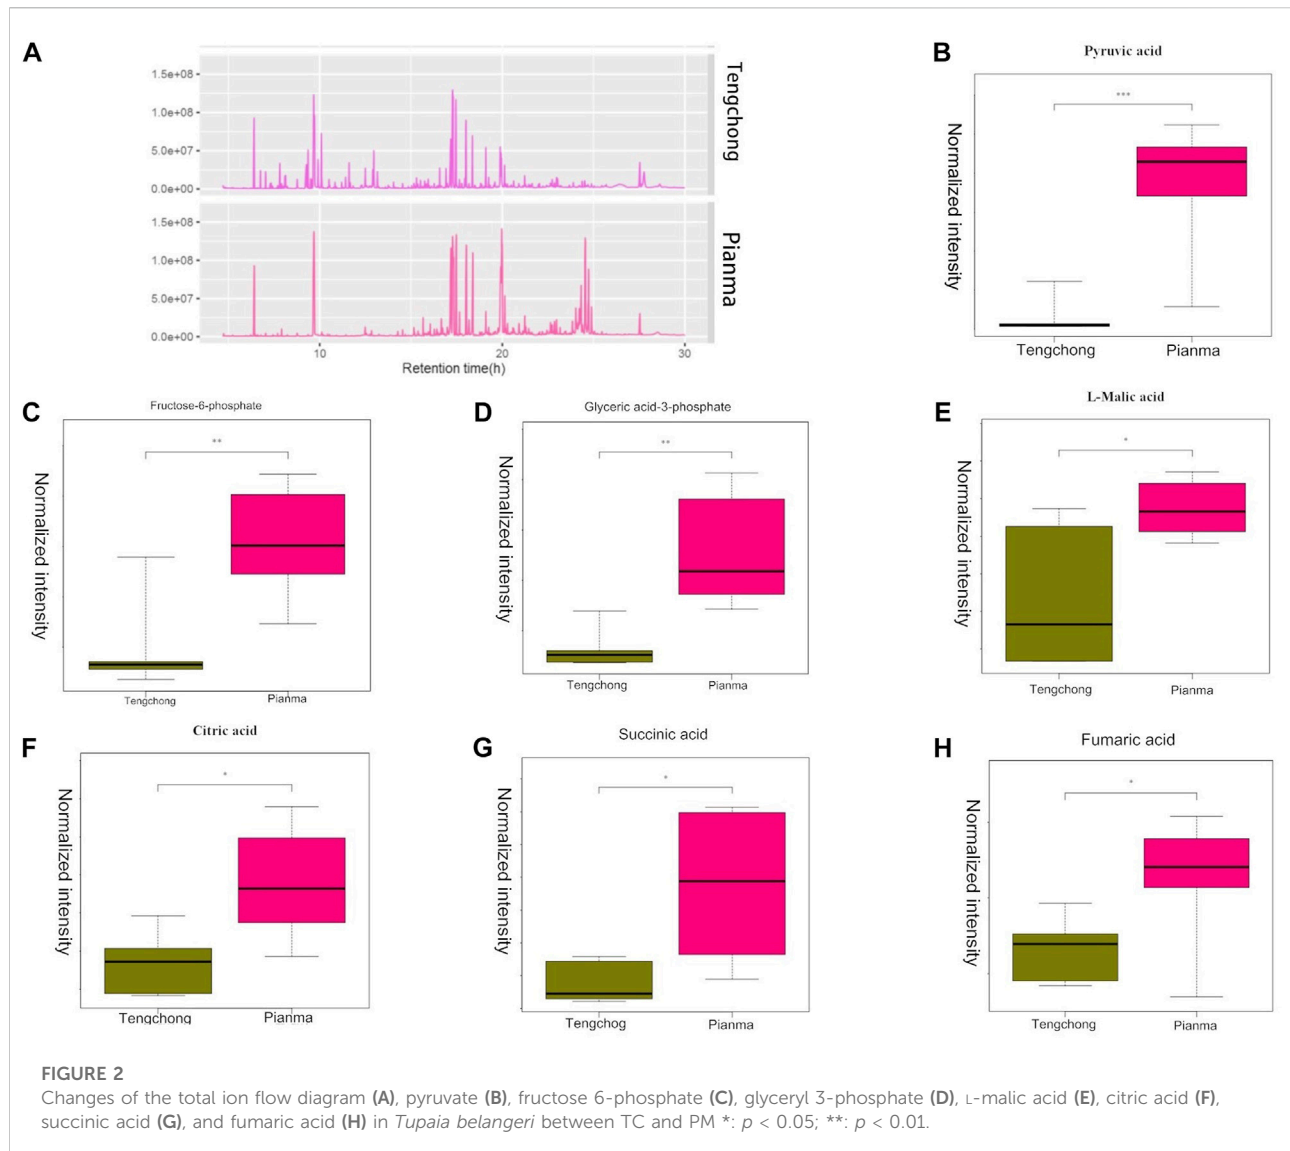 A
1.5e+08
1.0e+08
5.0e+07
0.0e+00
Tengchong
1.5e+08
1.0e+08
5.0e+07
0.0e+00
Pianma
10 20 30
Retention time(h)
B
Pyruvic acid
Normalized intensity
***
Tengchong Pianma
C
Fructose-6-phosphate
Normalized intensity
**
Tengchong Pianma
D
Glyceric acid-3-phosphate
Normalized intensity
**
Tengchong Pianma
E
L-Malic acid
Normalized intensity
*
Tengchong Pianma
F
Citric acid
Normalized intensity
*
Tengchong Pianma
G
Succinic acid
Normalized intensity
*
Tengchog Pianma
H
Fumaric acid
Normalized intensity
*
Tengchong Pianma
FIGURE 2
Changes of the total ion flow diagram (A), pyruvate (B), fructose 6-phosphate (C), glyceryl 3-phosphate (D), L-malic acid (E), citric acid (F),
succinic acid (G), and fumaric acid (H) in Tupaia belangeri between TC and PM *: p < 0.05; **: p < 0.01.